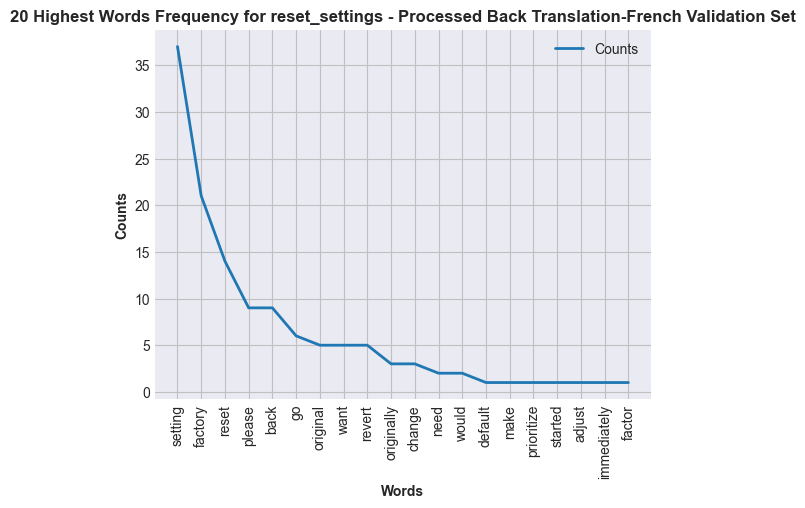 20 Highest Words Frequency for reset_settings - Processed Back Translation-French Validation Set
Counts
Counts
35
30
25
20
15
10
5
0
setting
factory
reset
please
back
go
original
want
revert
originally
change
need
would
default
make
prioritize
started
adjust
immediately
factor
Words